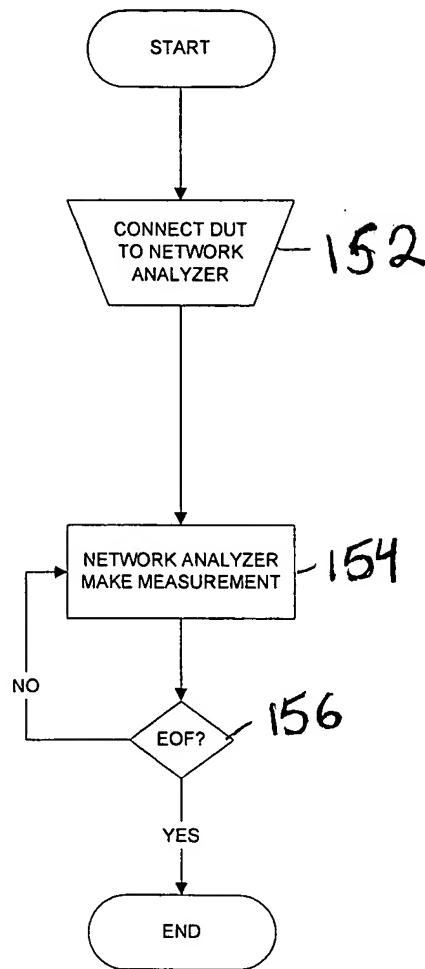 START
CONNECT DUT
TO NETWORK
ANALYZER
152
NETWORK ANALYZER
MAKE MEASUREMENT
154
NO
EOF?
156
YES
END